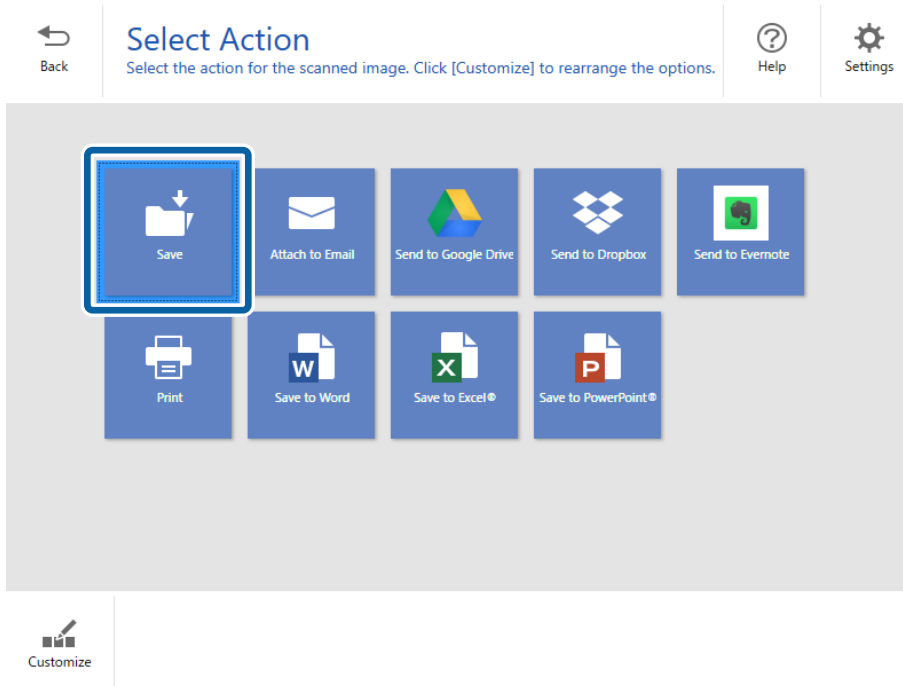 Back
Select Action
Select the action for the scanned image. Click [Customize] to rearrange the options.
Help
Settings
Save
Attach to Email
Send to Google Drive
Send to Dropbox
Send to Evernote
Print
W
Save to Word
X
Save to Excel®
P
Save to PowerPoint®
Customize